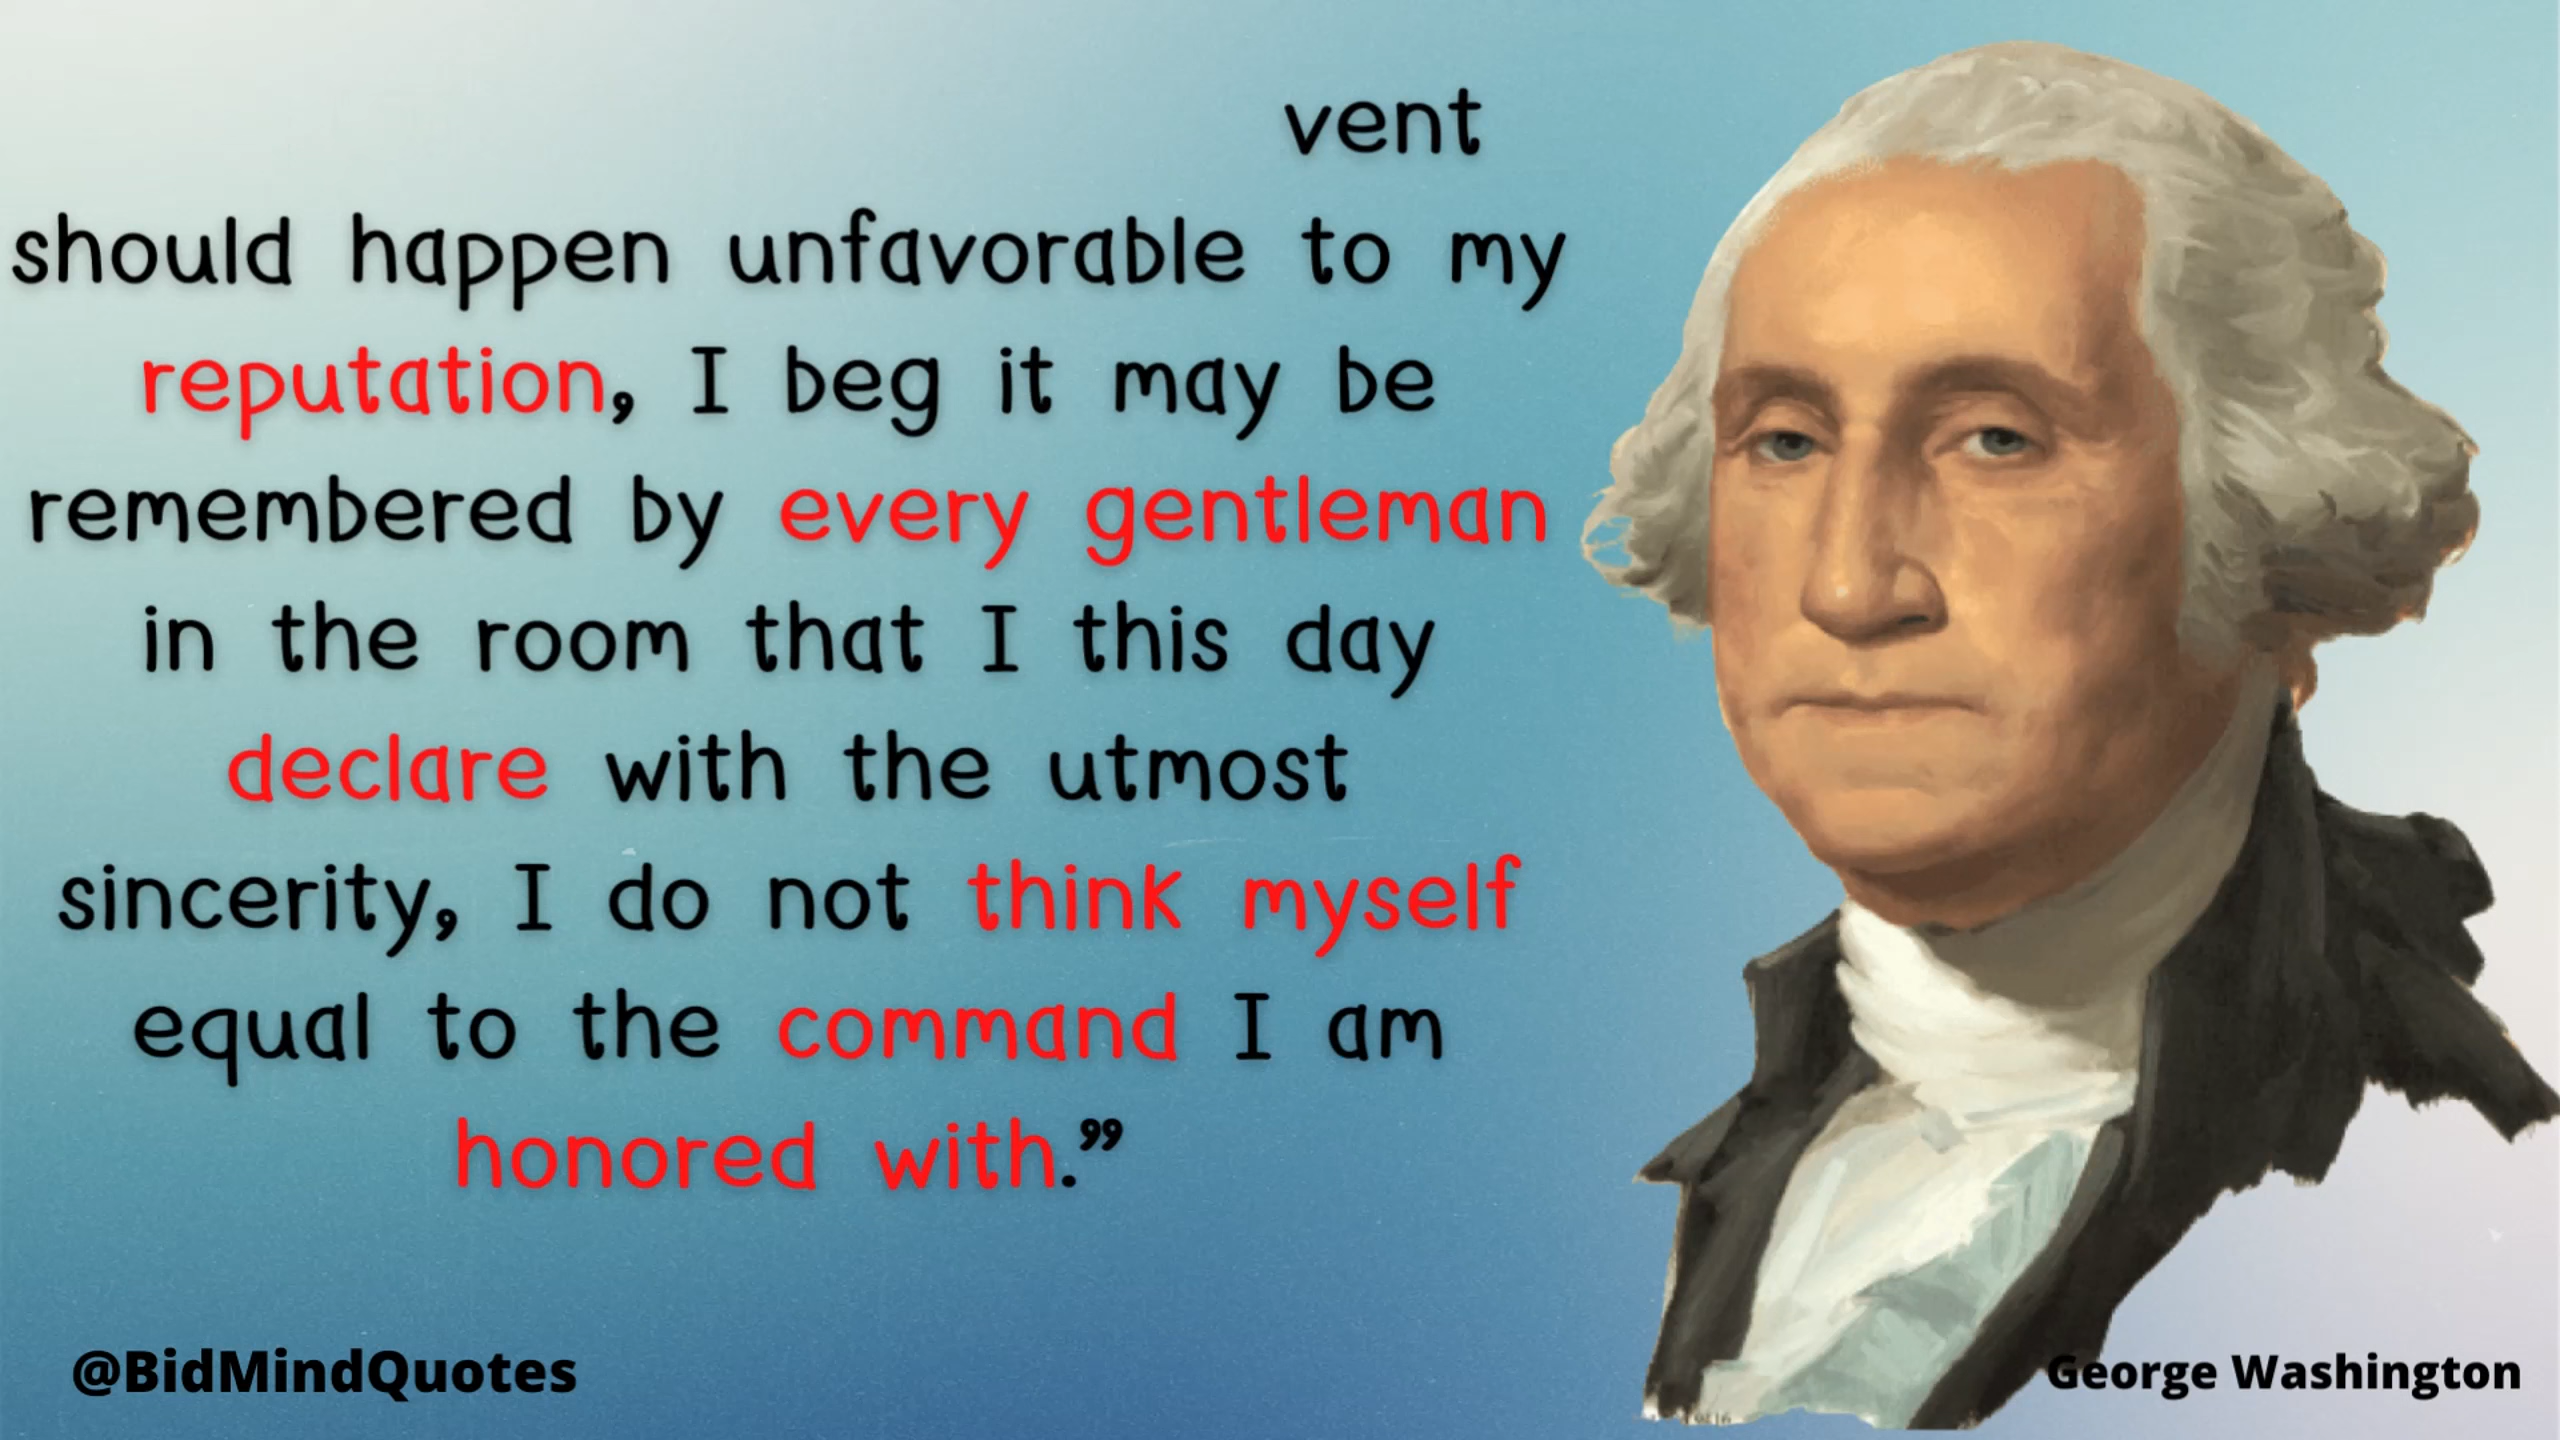 vent
should happen unfavorable to my
reputation, I beg it may be
remembered by every gentleman
in the room that I this day
declare with the utmost
sincerity, I do not think myself
equal to the command I am
honored with.”
@BidMindQuotes
George Washington